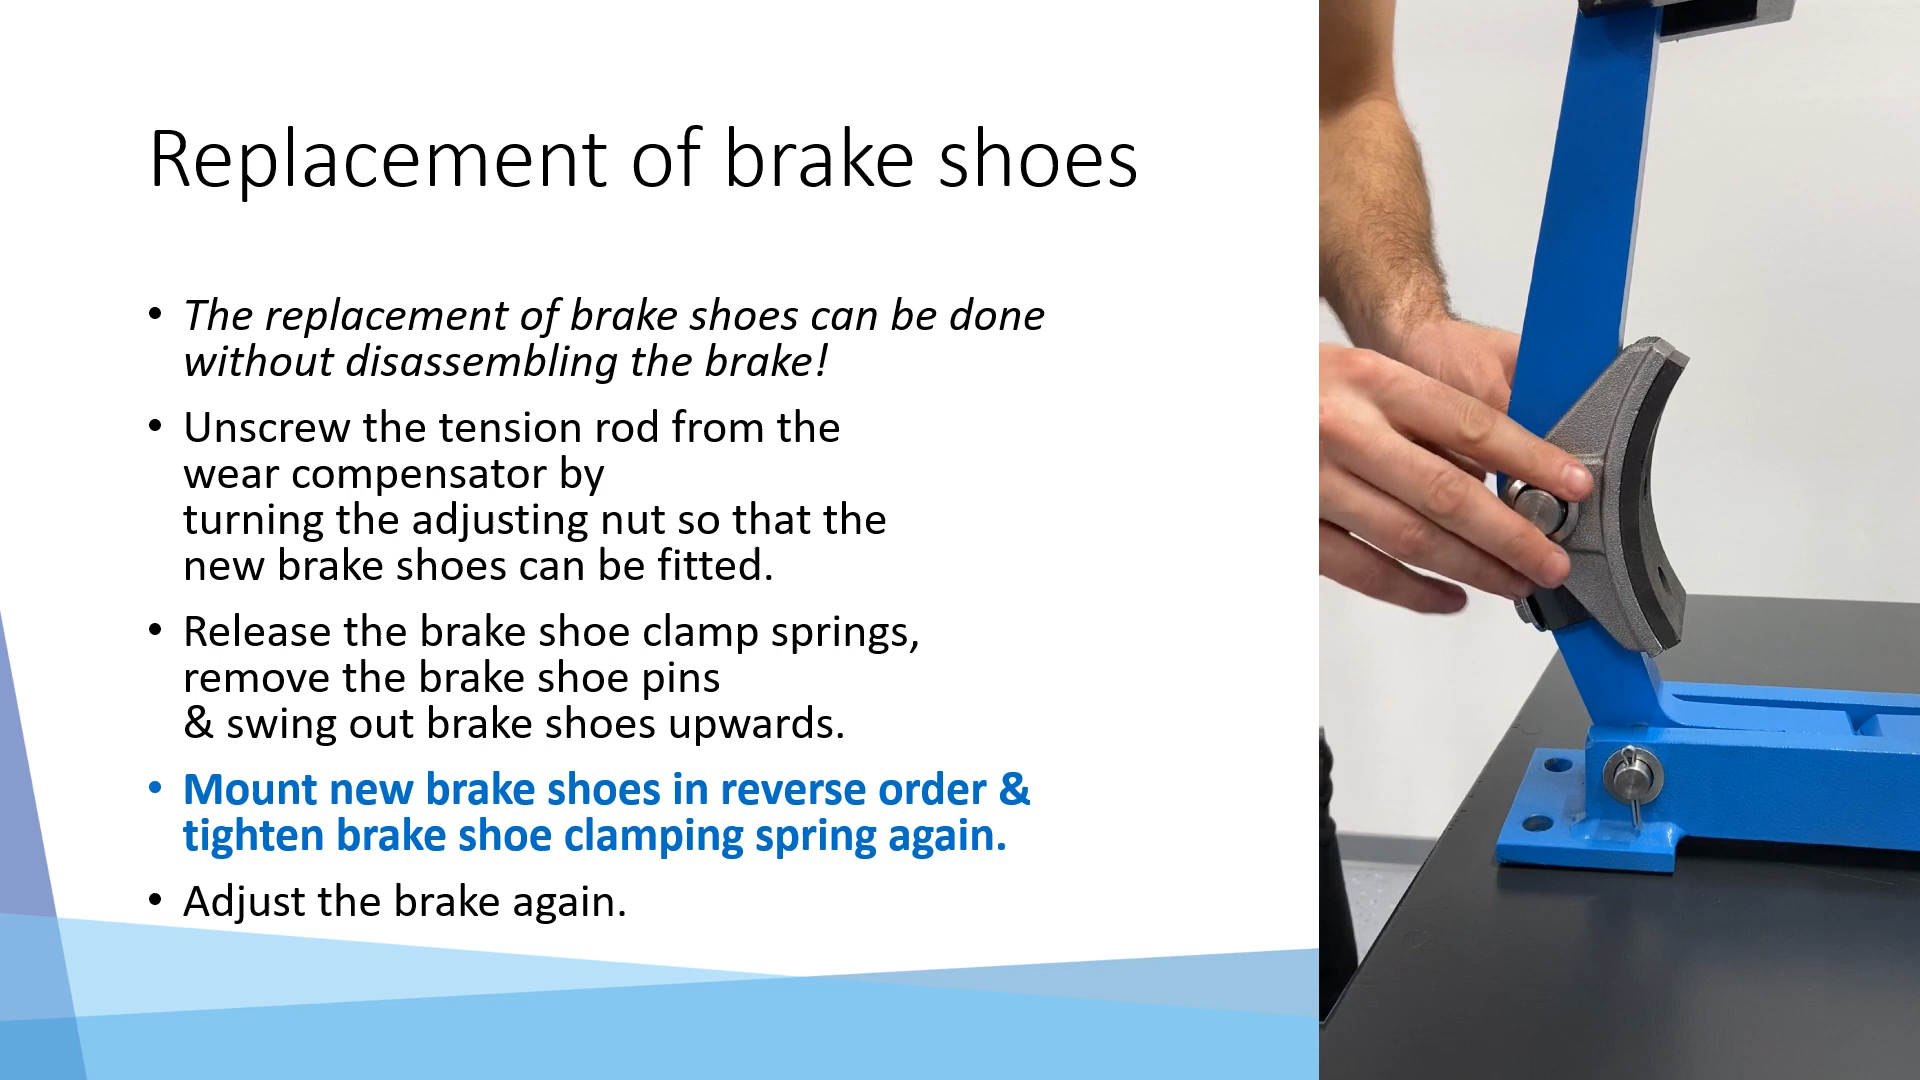 Replacement of brake shoes
• The replacement of brake shoes can be done
without disassembling the brake!
• Unscrew the tension rod from the
wear compensator by
turning the adjusting nut so that the
new brake shoes can be fitted.
• Release the brake shoe clamp springs,
remove the brake shoe pins
& swing out brake shoes upwards.
• Mount new brake shoes in reverse order &
tighten brake shoe clamping spring again.
• Adjust the brake again.